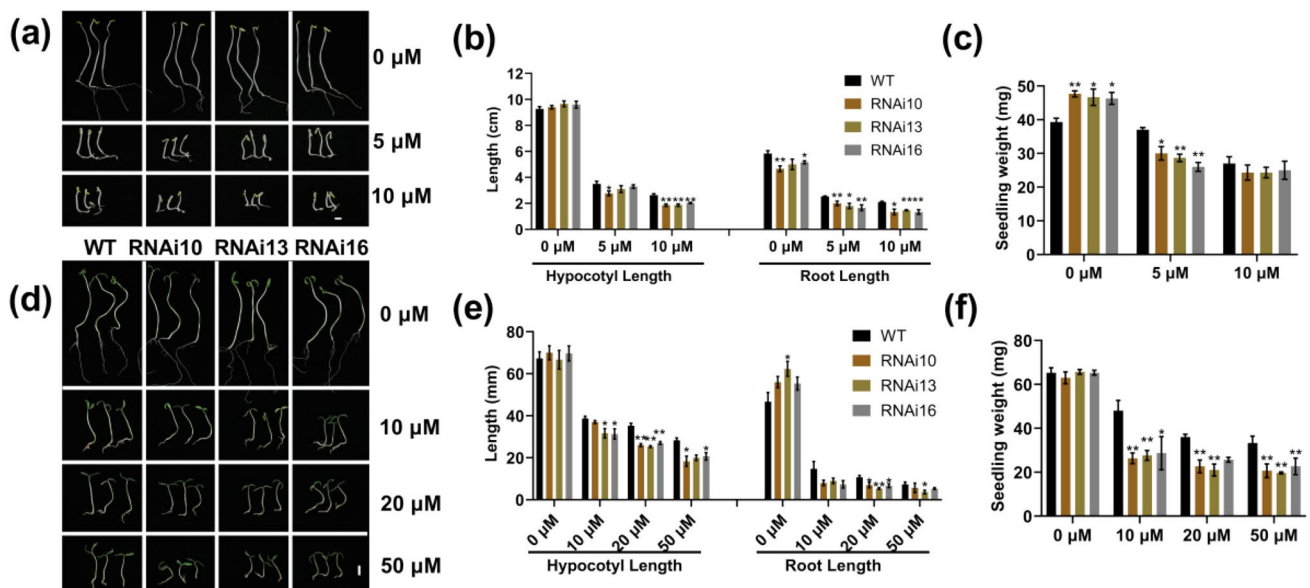 (a)
0 μM
5 μM
10 μM
WT RNAi10 RNAi13 RNAi16
(b)
Length (cm)
12
10
8
6
4
2
0
WT
RNAi10
RNAi13
RNAi16
*
** ** **
**
*
** * **
* ** **
0 μM 5 μM 10 μM 0 μM 5 μM 10 μM
Hypocotyl Length Root Length
(c)
Seedling weight (mg)
60
50
40
30
20
10
0
** * *
* ** **
0 μM 5 μM 10 μM
(d)
0 μM
10 μM
20 μM
50 μM
(e)
Length (mm)
80
60
40
20
0
WT
RNAi10
RNAi13
RNAi16
* *
** ** **
* *
*
* ** *
*
0 μM 10 μM 20 μM 50 μM 0 μM 10 μM 20 μM 50 μM
Hypocotyl Length Root Length
(f)
Seedling weight (mg)
80
60
40
20
0
** ** *
** **
** ** **
0 μM 10 μM 20 μM 50 μM